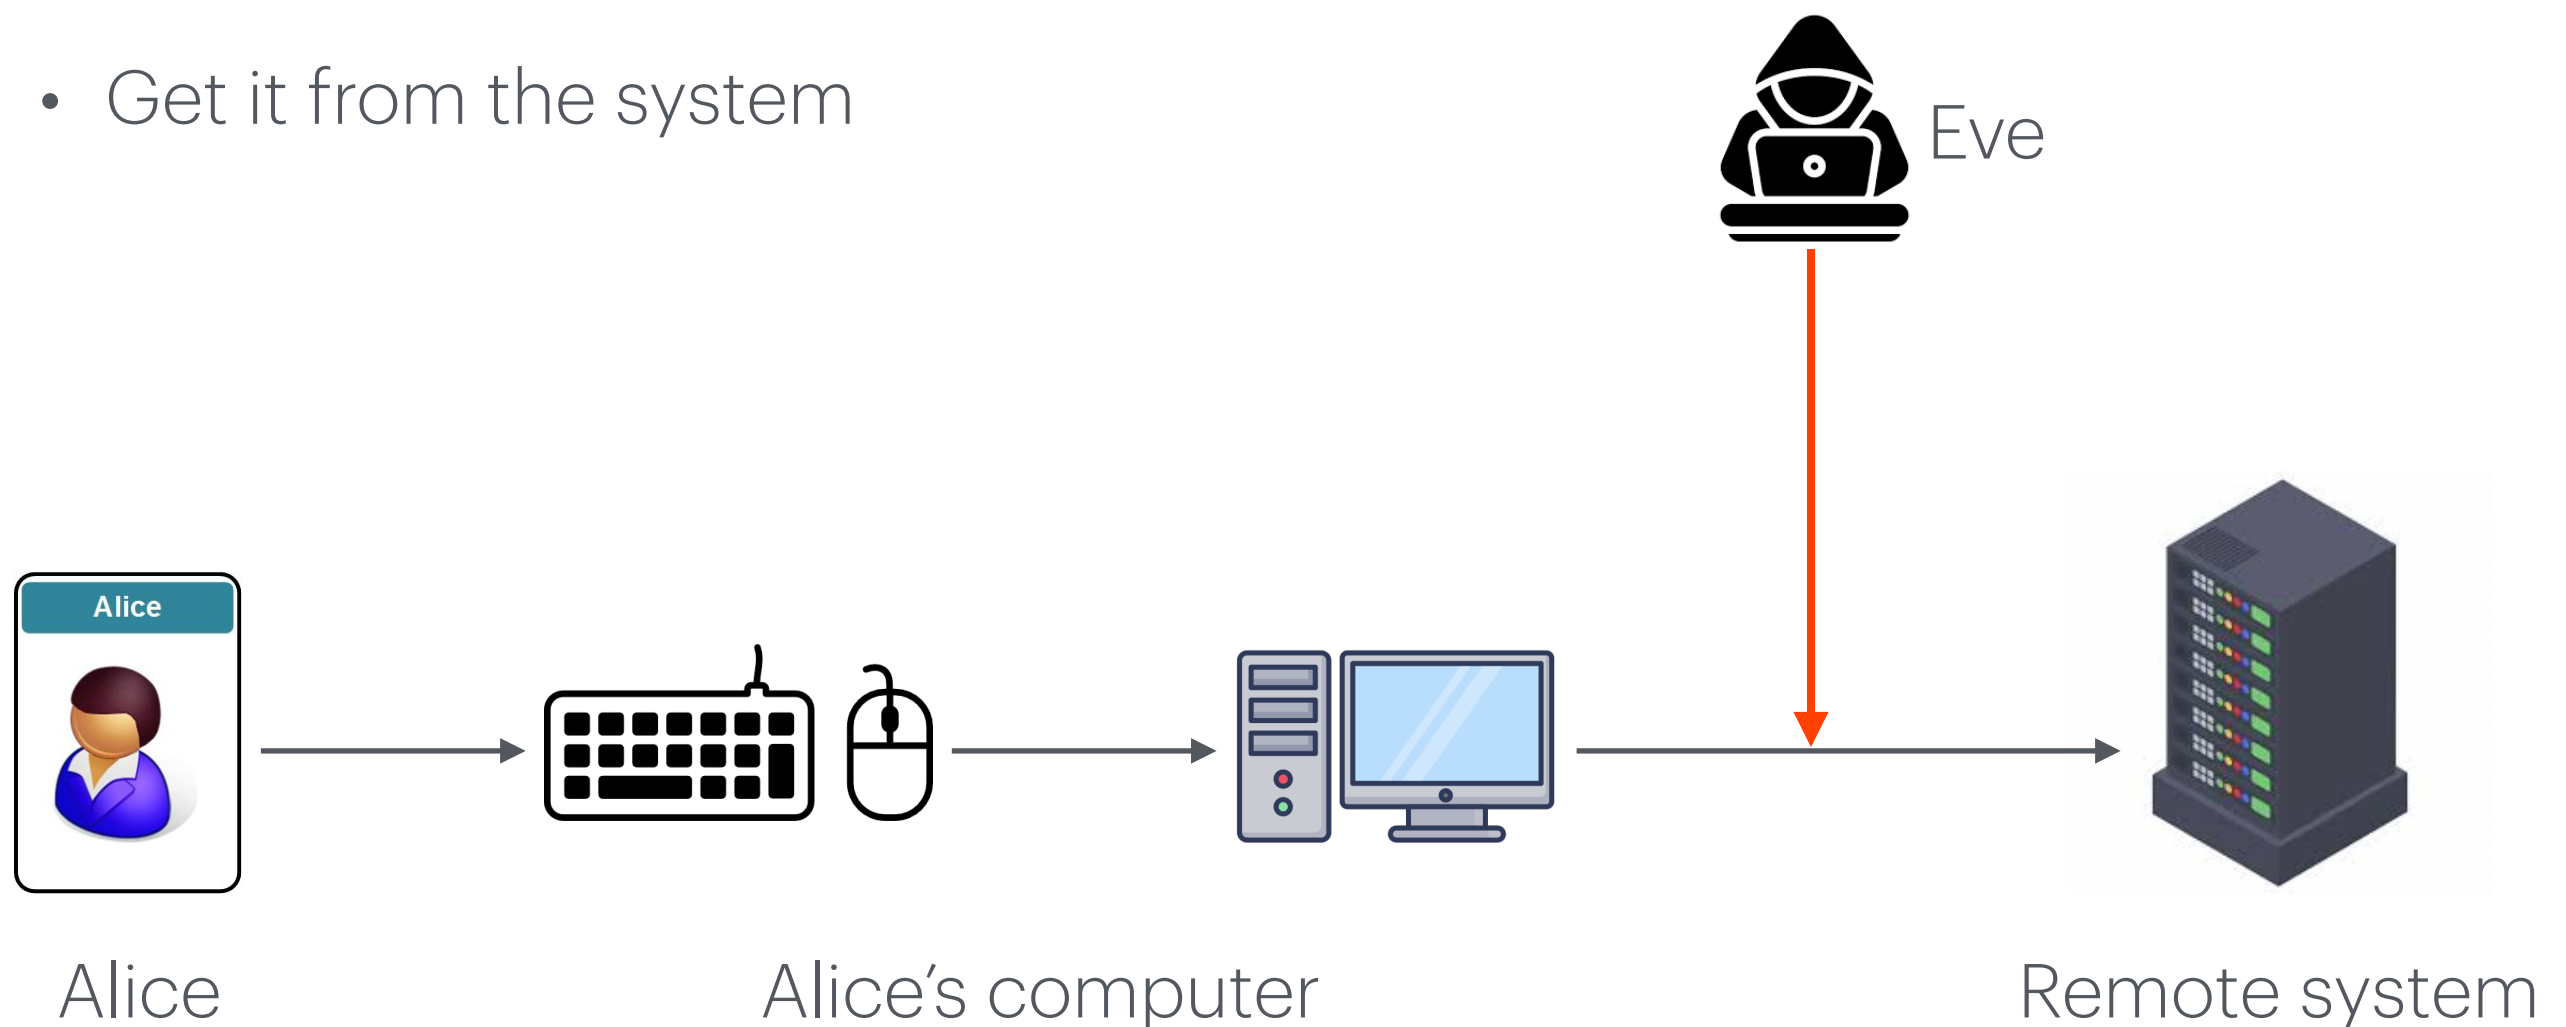 • Get it from the system
Eve
Alice
Alice
Alice’s computer
Remote system